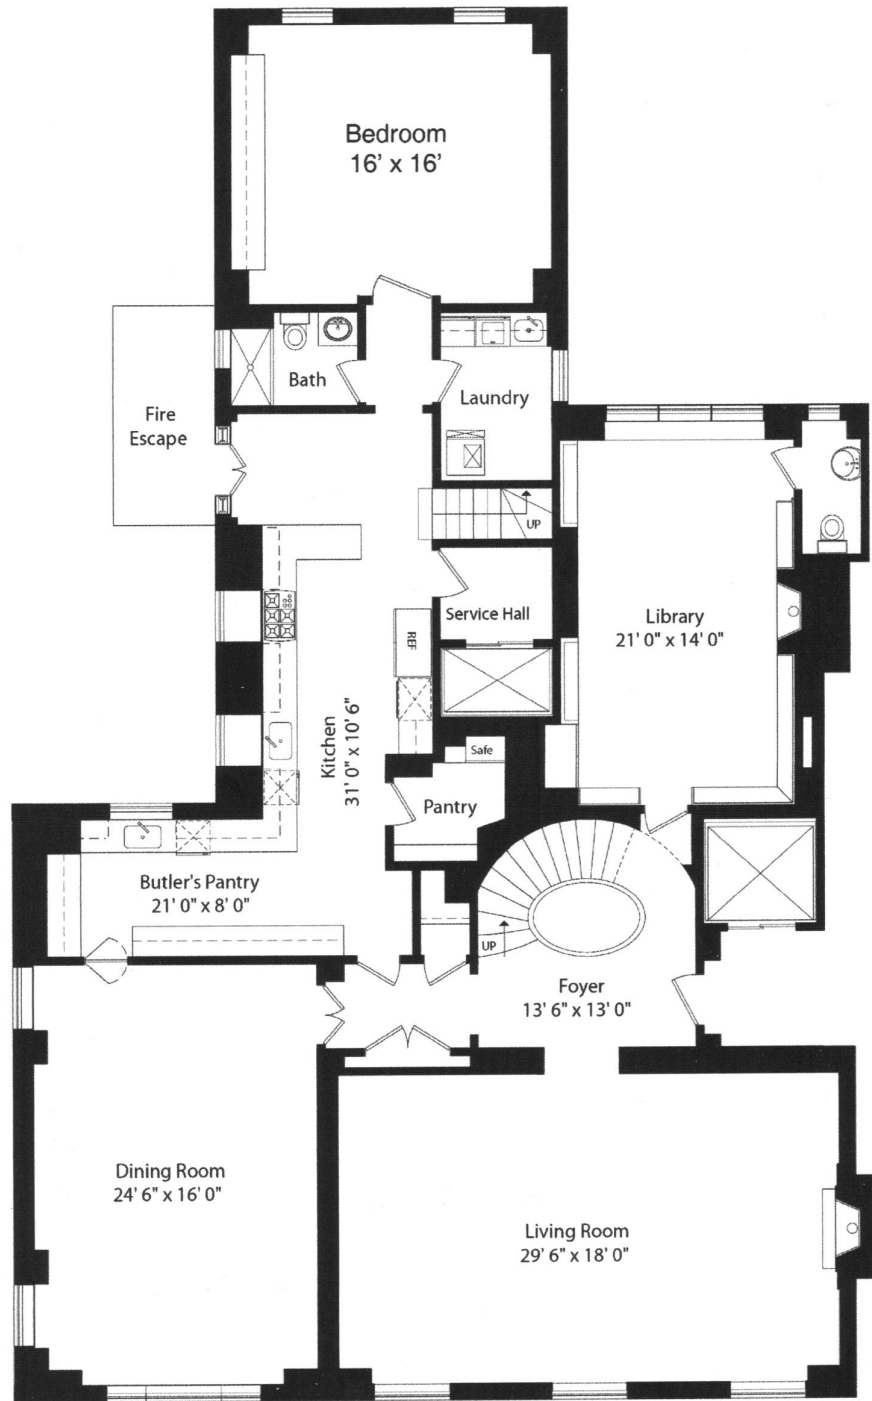 Bedroom
16' x 16'
Bath
Laundry
Fire
Escape
UP
Service Hall
Library
21' 0" x 14' 0"
REF
Kitchen
31' 0" x 10' 6"
Safe
Pantry
Butler's Pantry
21' 0" x 8' 0"
UP
Foyer
13' 6" x 13' 0"
Dining Room
24' 6" x 16' 0"
Living Room
29' 6" x 18' 0"